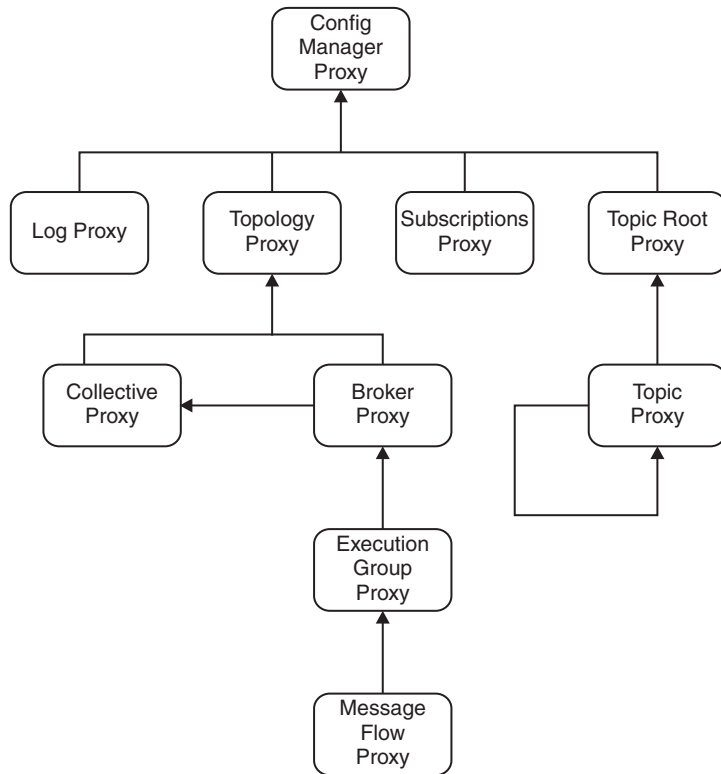 Config
Manager
Proxy
Log Proxy
Topology
Proxy
Subscriptions
Proxy
Topic Root
Proxy
Collective
Proxy
Broker
Proxy
Topic
Proxy
Execution
Group
Proxy
Message
Flow
Proxy